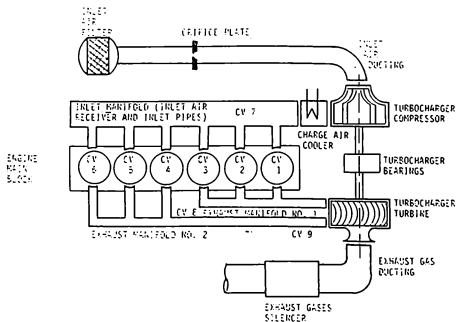 INLET
AIR
FILTER
ORIFICE PLATE
INLET
AIR
DUCTING
INLET MANIFOLD (INLET AIR
RECEIVER AND INLET PIPES)
CV 7
CHARGE AIR
COOLER
TURBOCHARGER
COMPRESSOR
ENGINE
MAIN
BLOCK
CV
6
CV
5
CV
4
CV
3
CV
2
CV
1
TURBOCHARGER
BEARINGS
CV 8 EXHAUST MANIFOLD NO. 1
TURBOCHARGER
TURBINE
EXHAUST MANIFOLD NO. 2
CV 9
EXHAUST GAS
DUCTING
EXHAUST GASES
SILENCER